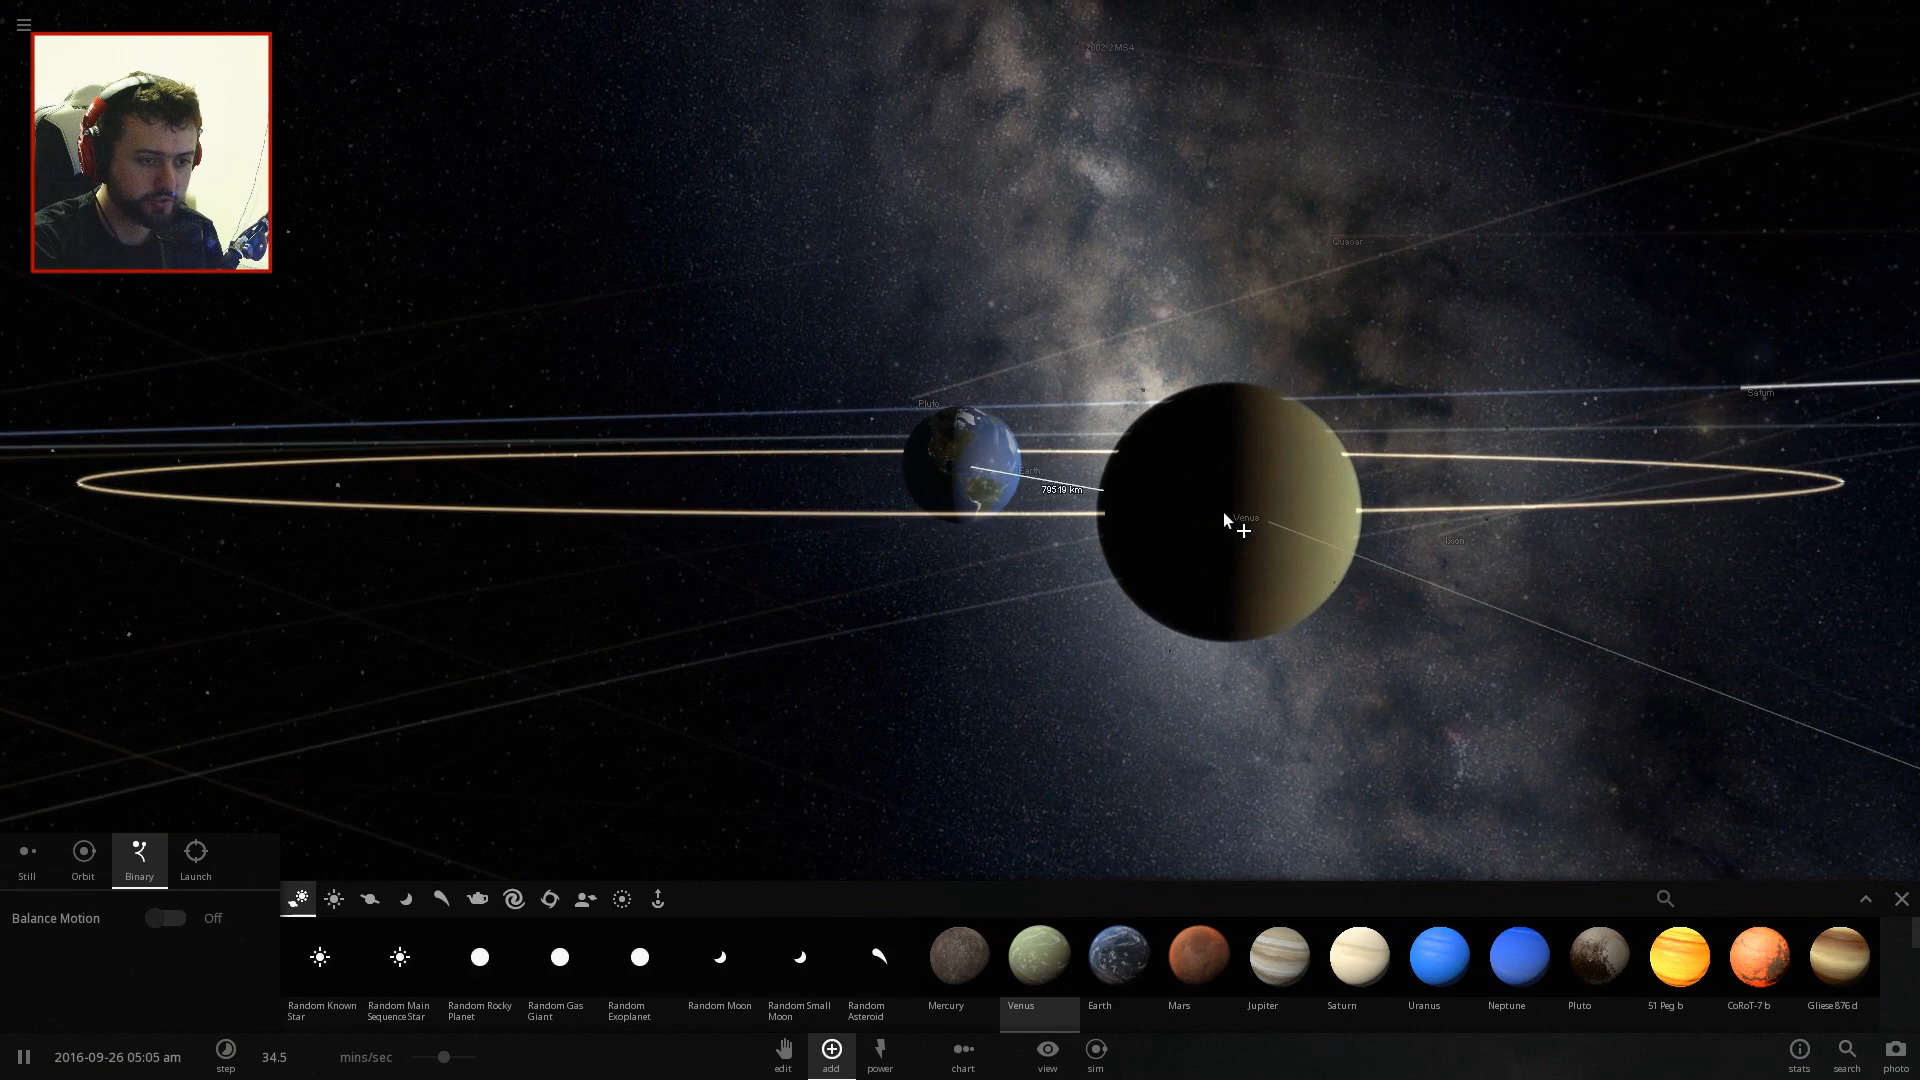 2002 MS4
Quaoar
Saturn
Pluto
Earth
79519 km
Venus
Ixion
Still
Orbit
Binary
Launch
Balance Motion
Off
Random Known
Star
Random Main
Sequence Star
Random Rocky
Planet
Random Gas
Giant
Random
Exoplanet
Random Moon
Random Small
Moon
Random
Asteroid
Mercury
Venus
Earth
Mars
Jupiter
Saturn
Uranus
Neptune
Pluto
51 Peg b
CoRoT-7 b
Gliese 876 d
2016-09-26 05:05 am
step
34.5
mins/sec
edit
add
power
chart
view
sim
stats
search
photo